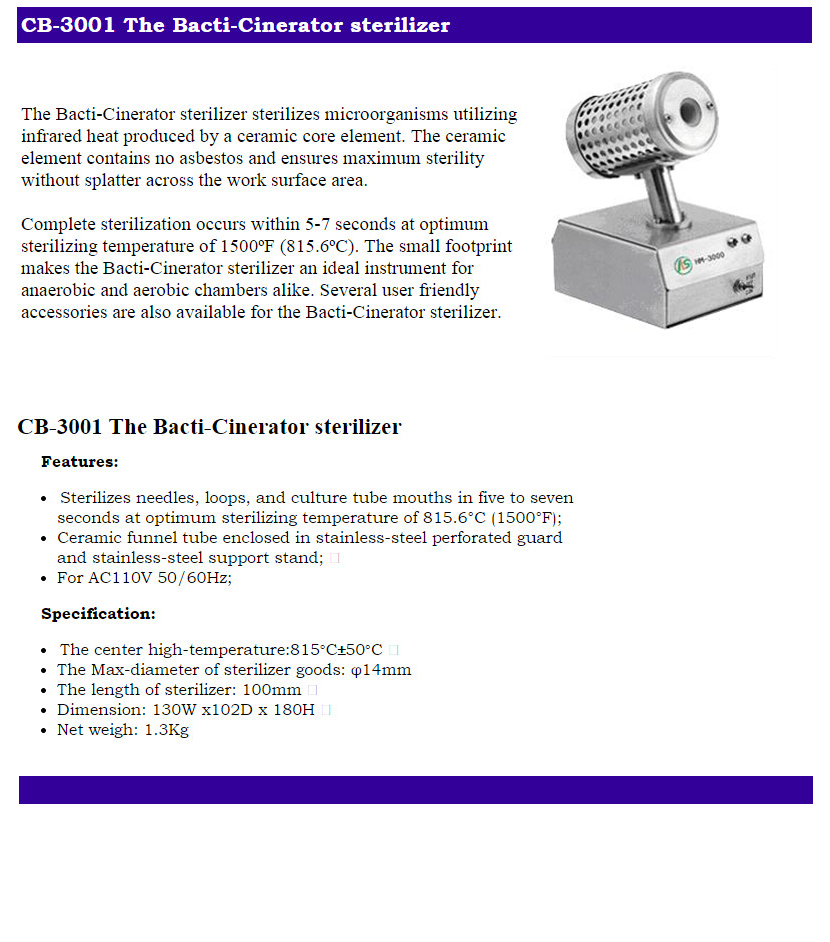 CB-3001 The Bacti-Cinerator sterilizer
The Bacti-Cinerator sterilizer sterilizes microorganisms utilizing
infrared heat produced by a ceramic core element. The ceramic
element contains no asbestos and ensures maximum sterility
without splatter across the work surface area.
Complete sterilization occurs within 5-7 seconds at optimum
sterilizing temperature of 1500ºF (815.6ºC). The small footprint
makes the Bacti-Cinerator sterilizer an ideal instrument for
anaerobic and aerobic chambers alike. Several user friendly
accessories are also available for the Bacti-Cinerator sterilizer.
HM-3000
CB-3001 The Bacti-Cinerator sterilizer
Features:
• Sterilizes needles, loops, and culture tube mouths in five to seven
seconds at optimum sterilizing temperature of 815.6°C (1500°F);
• Ceramic funnel tube enclosed in stainless-steel perforated guard
and stainless-steel support stand;
• For AC110V 50/60Hz;
Specification:
• The center high-temperature:815°C±50°C
• The Max-diameter of sterilizer goods: φ14mm
• The length of sterilizer: 100mm
• Dimension: 130W x102D x 180H
• Net weigh: 1.3Kg